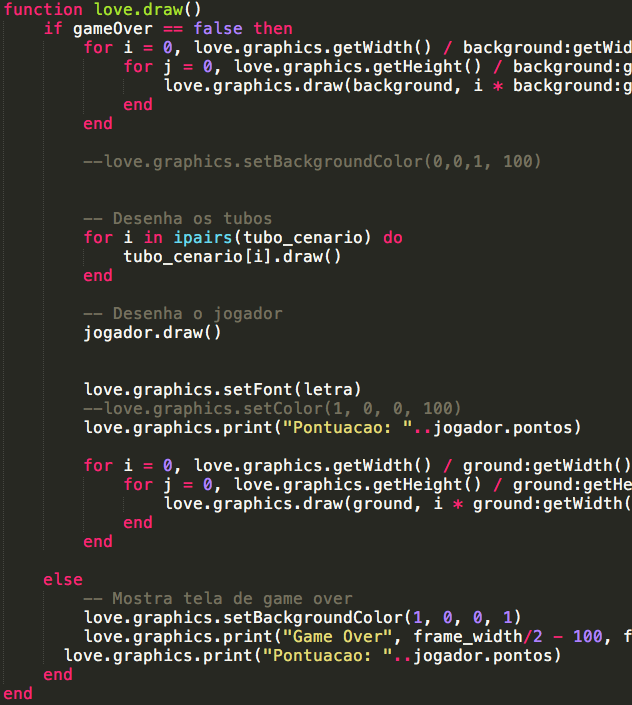 function love.draw()
    if gameOver == false then
        for i = 0, love.graphics.getWidth() / background:getWid
            for j = 0, love.graphics.getHeight() / background:g
                love.graphics.draw(background, i * background:g
            end
        end

        --love.graphics.setBackgroundColor(0,0,1, 100)


        -- Desenha os tubos
        for i in ipairs(tubo_cenario) do
            tubo_cenario[i].draw()
        end

        -- Desenha o jogador
        jogador.draw()


        love.graphics.setFont(letra)
        --love.graphics.setColor(1, 0, 0, 100)
        love.graphics.print("Pontuacao: "..jogador.pontos)

        for i = 0, love.graphics.getWidth() / ground:getWidth()
            for j = 0, love.graphics.getHeight() / ground:getHe
                love.graphics.draw(ground, i * ground:getWidth(
            end
        end

    else
        -- Mostra tela de game over
        love.graphics.setBackgroundColor(1, 0, 0, 1)
        love.graphics.print("Game Over", frame_width/2 - 100, f
      love.graphics.print("Pontuacao: "..jogador.pontos)
    end
end